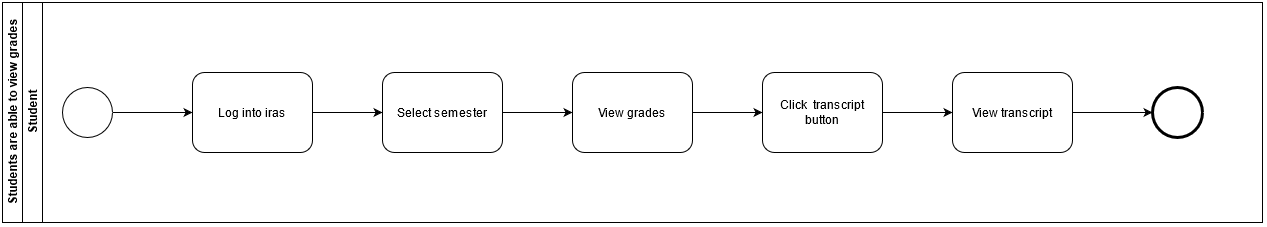 Students are able to view grades
Student
Log into iras
Select semester
View grades
Click transcript
button
View transcript